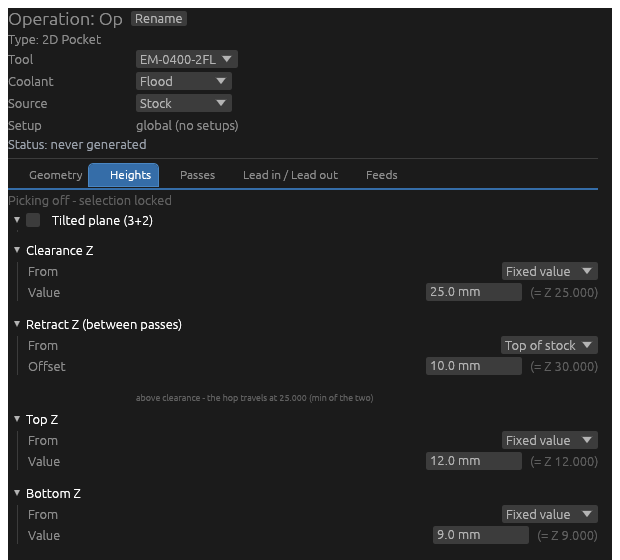 Operation: Op Rename
Type: 2D Pocket
Tool EM-0400-2FL
Coolant Flood
Source Stock
Setup global (no setups)
Status: never generated
Geometry Heights Passes Lead in / Lead out Feeds
Picking off - selection locked
Tilted plane (3+2)
Clearance Z
From Fixed value
Value 25.0 mm (= Z 25.000)
Retract Z (between passes)
From Top of stock
Offset 10.0 mm (= Z 30.000)
above clearance - the hop travels at 25.000 (min of the two)
Top Z
From Fixed value
Value 12.0 mm (= Z 12.000)
Bottom Z
From Fixed value
Value 9.0 mm (= Z 9.000)